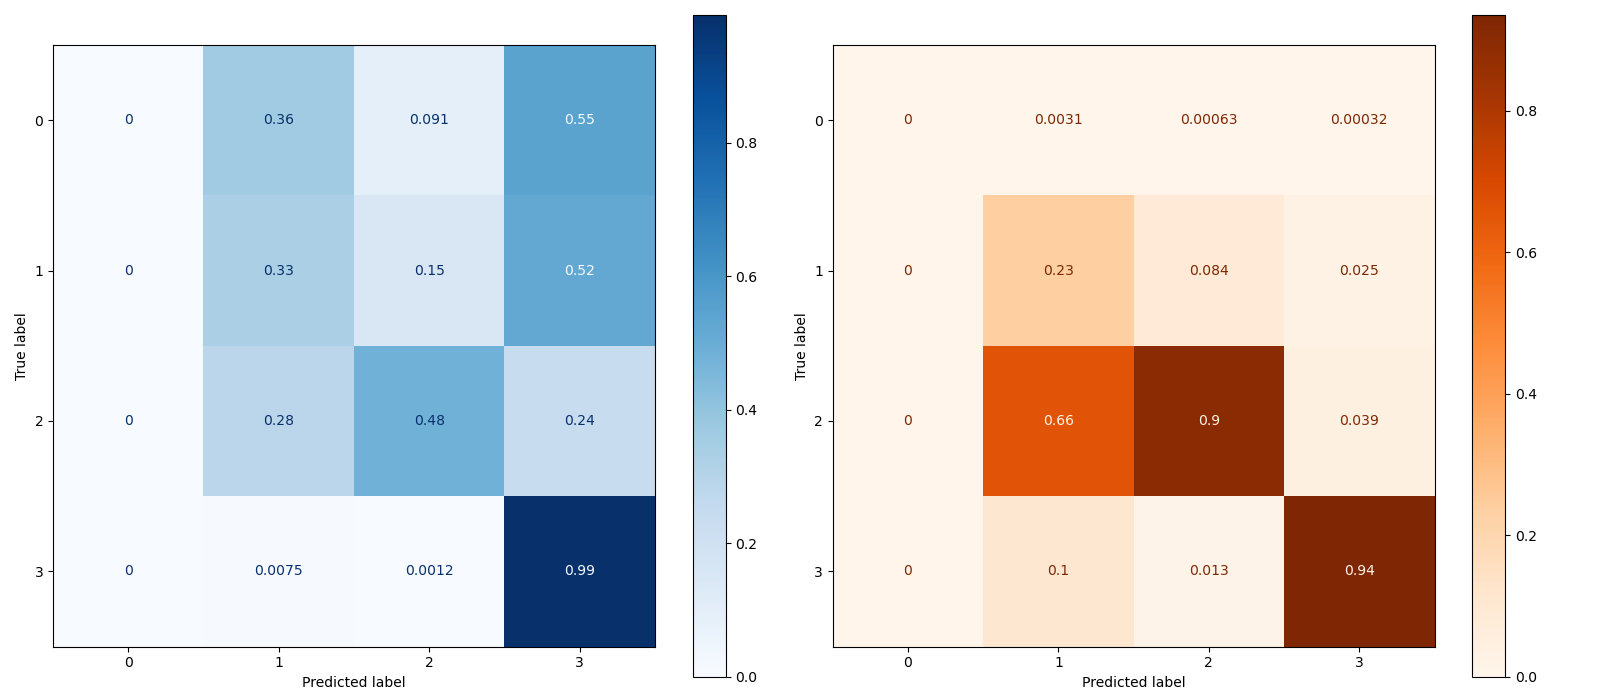 0 0 0.36 0.091 0.55
1 0 0.33 0.15 0.52
2 0 0.28 0.48 0.24
3 0 0.0075 0.0012 0.99
0 1 2 3
Predicted label
True label
0.8
0.6
0.4
0.2
0.0
0 0 0.0031 0.00063 0.00032
1 0 0.23 0.084 0.025
2 0 0.66 0.9 0.039
3 0 0.1 0.013 0.94
0 1 2 3
Predicted label
True label
0.8
0.6
0.4
0.2
0.0